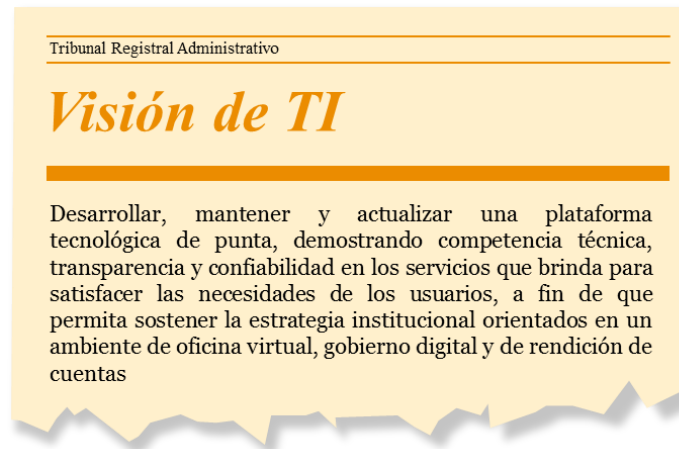 Tribunal Registral Administrativo
Visión de TI
Desarrollar, mantener y actualizar una plataforma
tecnológica de punta, demostrando competencia técnica,
transparencia y confiabilidad en los servicios que brinda para
satisfacer las necesidades de los usuarios, a fin de que
permita sostener la estrategia institucional orientados en un
ambiente de oficina virtual, gobierno digital y de rendición de
cuentas